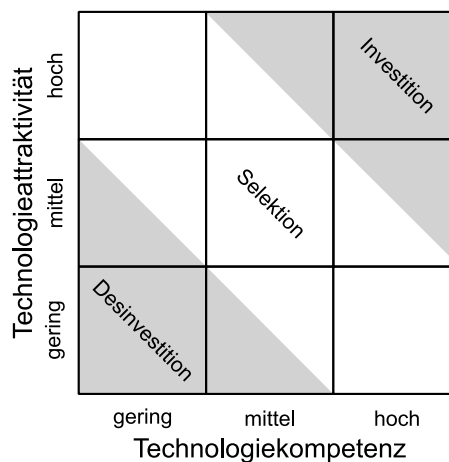 Technologieattraktivität
hoch
mittel
gering
Investition
Selektion
Desinvestition
gering
mittel
hoch
Technologiekompetenz